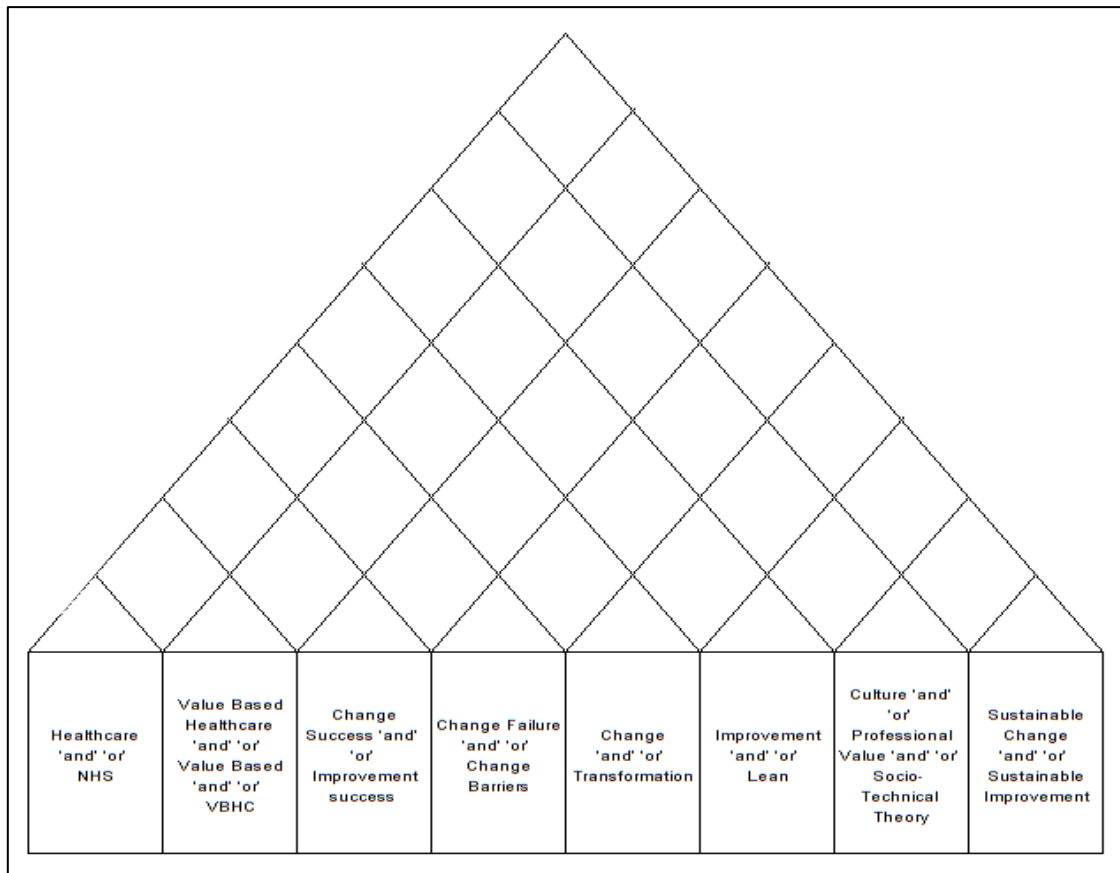 Healthcare
'and' 'or'
NHS
Value Based
Healthcare
'and' 'or'
Value Based
'and' 'or'
VBHC
Change
Success 'and'
'or'
Improvement
success
Change Failure
'and' 'or'
Change
Barriers
Change
'and' 'or'
Transformation
Improvement
'and' 'or'
Lean
Culture 'and'
'or'
Professional
Value 'and' 'or'
Socio-
Technical
Theory
Sustainable
Change
'and' 'or'
Sustainable
Improvement